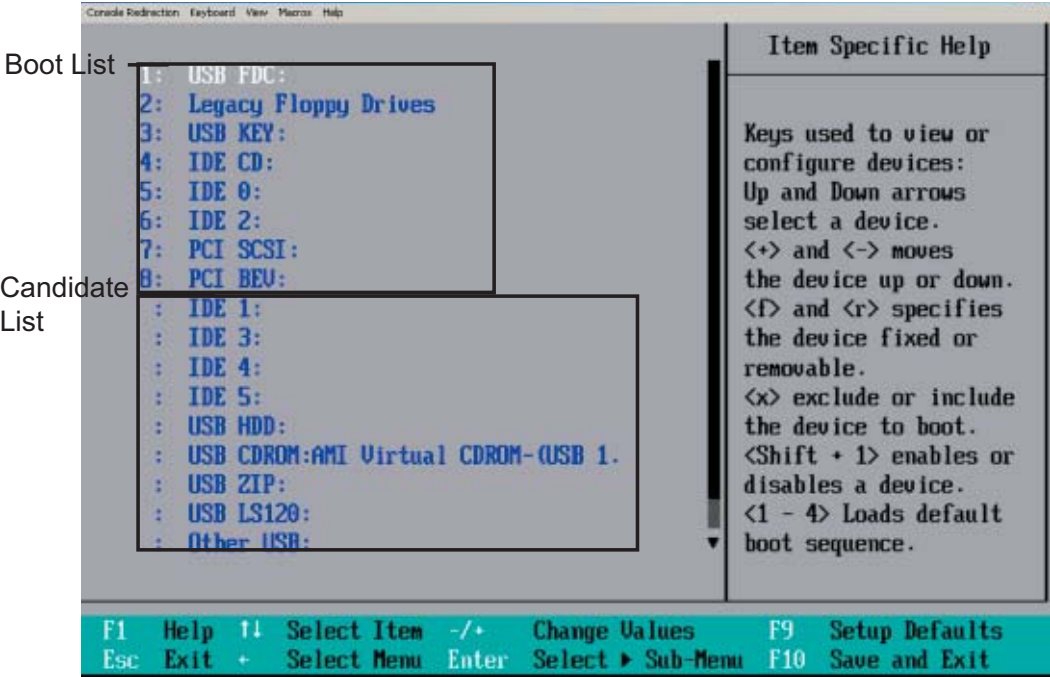 Console Redirection Keyboard View Macros Help
Boot List
1: USB FDC:
2: Legacy Floppy Drives
3: USB KEY:
4: IDE CD:
5: IDE 0:
6: IDE 2:
7: PCI SCSI:
8: PCI BEV:
Candidate List
: IDE 1:
: IDE 3:
: IDE 4:
: IDE 5:
: USB HDD:
: USB CDROM:AMI Virtual CDROM-(USB 1.
: USB ZIP:
: USB LS120:
: Other USB:
Item Specific Help
Keys used to view or
configure devices:
Up and Down arrows
select a device.
<+> and <-> moves
the device up or down.
<f> and <r> specifies
the device fixed or
removable.
<x> exclude or include
the device to boot.
<Shift + 1> enables or
disables a device.
<1 - 4> Loads default
boot sequence.
F1 Help ↑↓ Select Item -/+ Change Values F9 Setup Defaults
Esc Exit ← Select Menu Enter Select ▶ Sub-Menu F10 Save and Exit